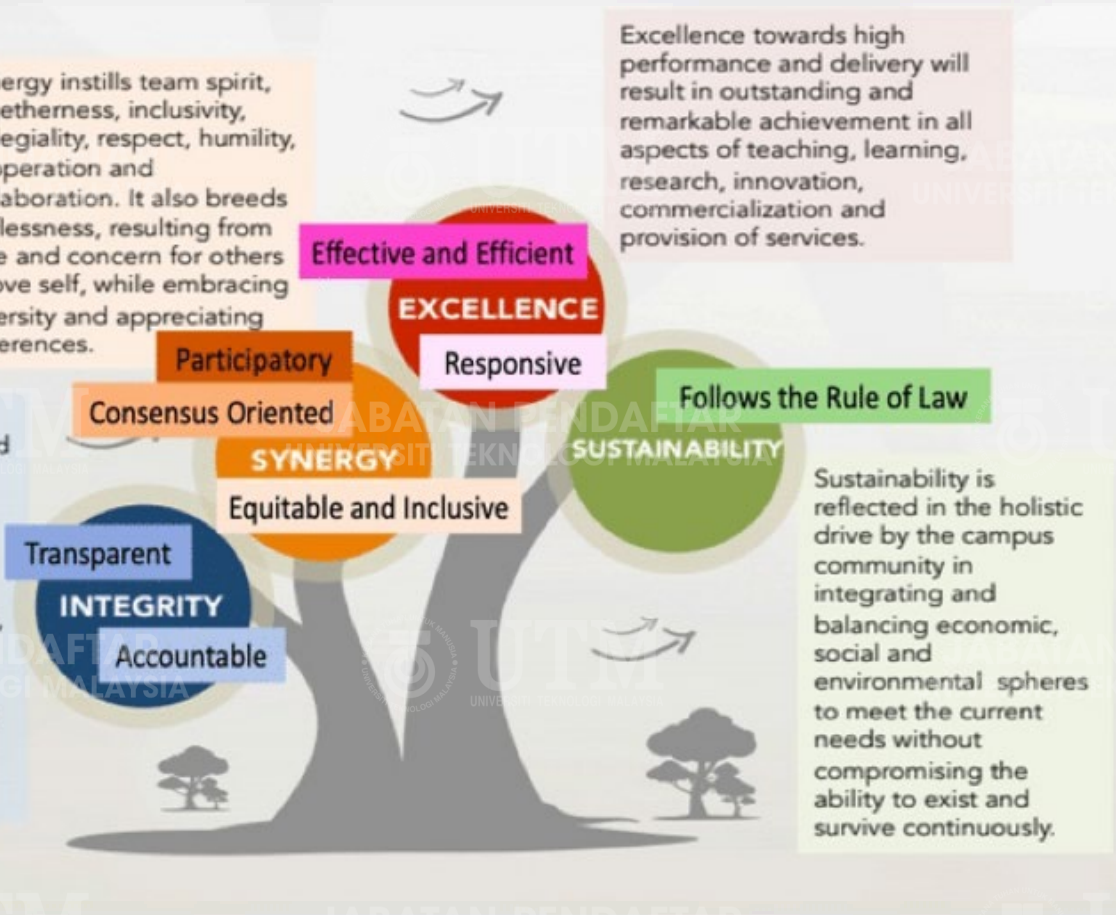 ergy instills team spirit,
etherness, inclusivity,
egiality, respect, humility,
peration and
aboration. It also breeds
lessness, resulting from
e and concern for others
ove self, while embracing
ersity and appreciating
erences.
Excellence towards high
performance and delivery will
result in outstanding and
remarkable achievement in all
aspects of teaching, learning,
research, innovation,
commercialization and
provision of services.
Effective and Efficient
EXCELLENCE
Responsive
Participatory
Consensus Oriented
SYNERGY
Equitable and Inclusive
Follows the Rule of Law
SUSTAINABILITY
Transparent
INTEGRITY
Accountable
Sustainability is
reflected in the holistic
drive by the campus
community in
integrating and
balancing economic,
social and
environmental spheres
to meet the current
needs without
compromising the
ability to exist and
survive continuously.
d
JABATAN PENDAFTAR
UNIVERSITI TEKNOLOGI MALAYSIA
UTM
UNIVERSITI TEKNOLOGI MALAYSIA